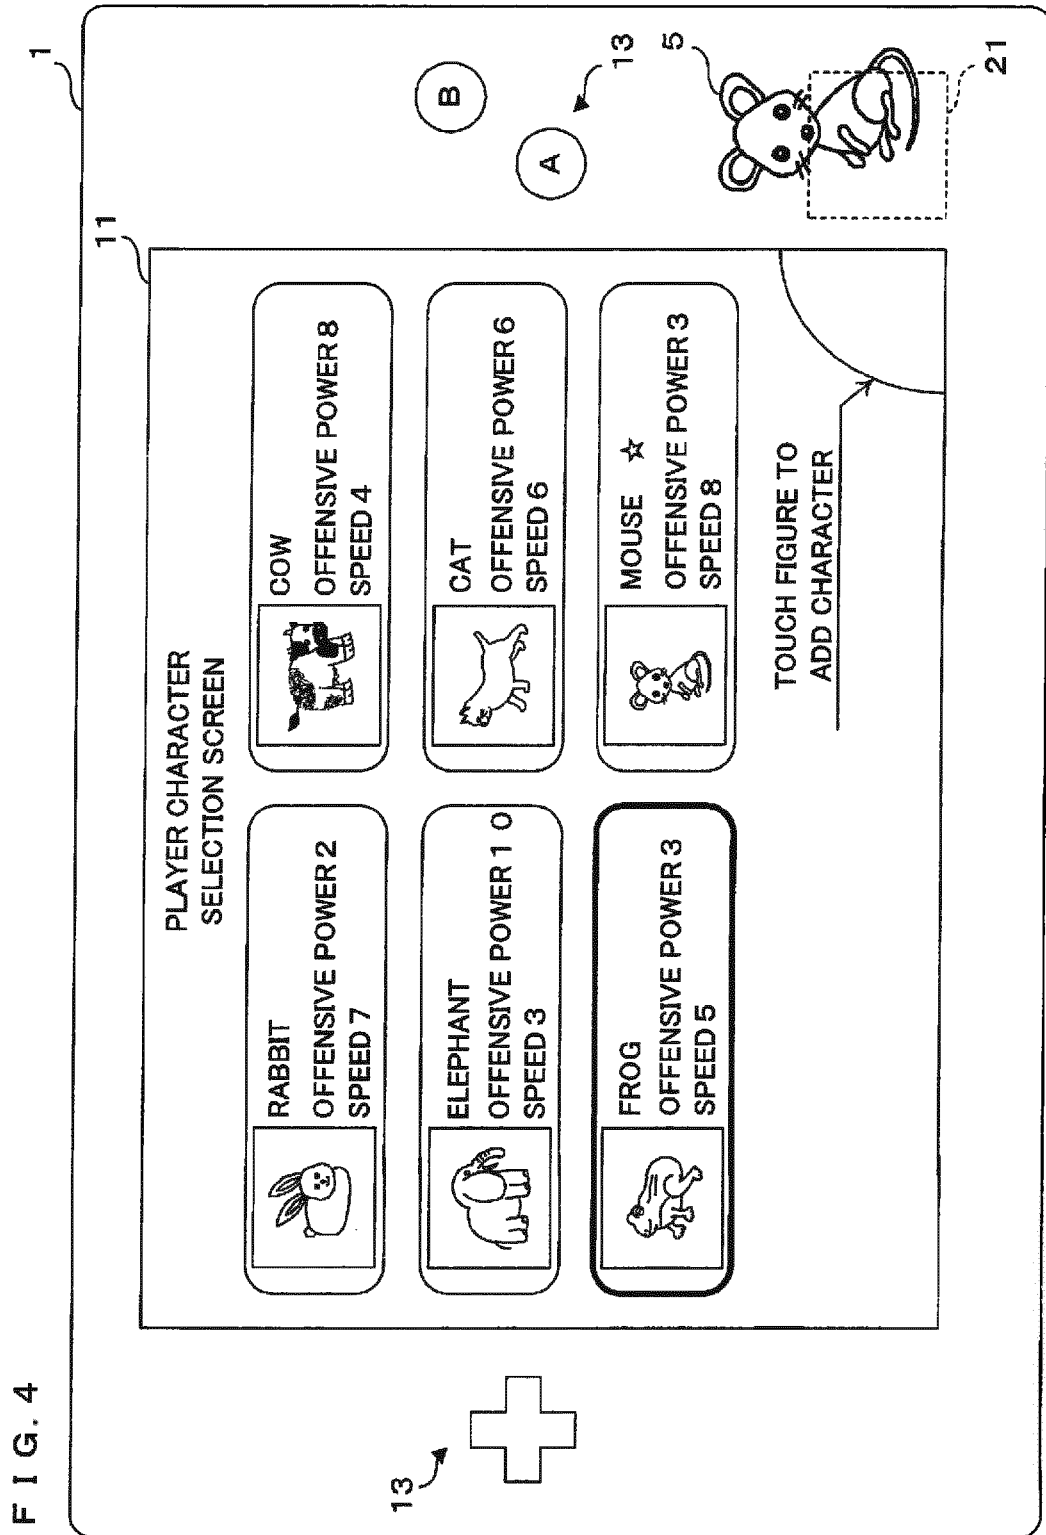 FIG. 4
1
11
PLAYER CHARACTER
SELECTION SCREEN
RABBIT
OFFENSIVE POWER 2
SPEED 7
COW
OFFENSIVE POWER 8
SPEED 4
ELEPHANT
OFFENSIVE POWER 1 0
SPEED 3
CAT
OFFENSIVE POWER 6
SPEED 6
FROG
OFFENSIVE POWER 3
SPEED 5
MOUSE ☆
OFFENSIVE POWER 3
SPEED 8
TOUCH FIGURE TO
ADD CHARACTER
13
B
A
13
5
21